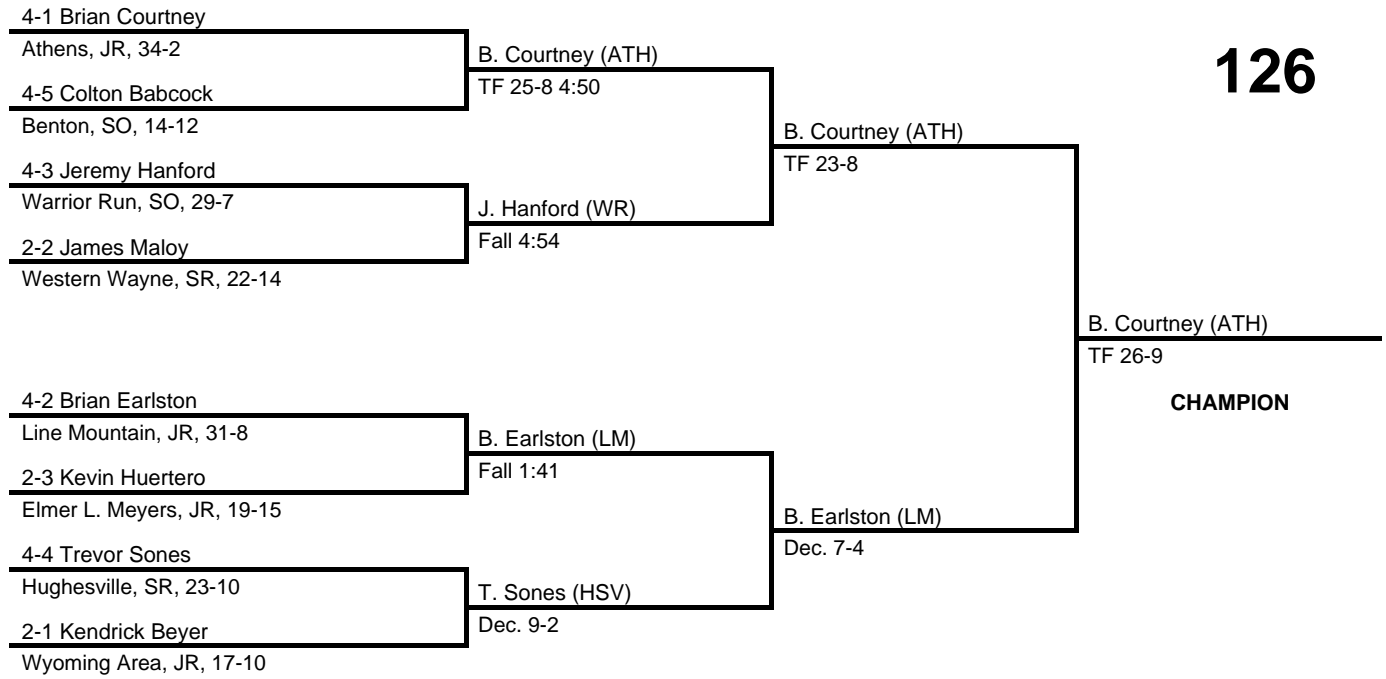 4-1 Brian Courtney
Athens, JR, 34-2
B. Courtney (ATH)
TF 25-8 4:50
126
4-5 Colton Babcock
Benton, SO, 14-12
B. Courtney (ATH)
TF 23-8
4-3 Jeremy Hanford
Warrior Run, SO, 29-7
J. Hanford (WR)
Fall 4:54
2-2 James Maloy
Western Wayne, SR, 22-14
B. Courtney (ATH)
TF 26-9
CHAMPION
4-2 Brian Earlston
Line Mountain, JR, 31-8
B. Earlston (LM)
Fall 1:41
2-3 Kevin Huertero
Elmer L. Meyers, JR, 19-15
B. Earlston (LM)
Dec. 7-4
4-4 Trevor Sones
Hughesville, SR, 23-10
T. Sones (HSV)
Dec. 9-2
2-1 Kendrick Beyer
Wyoming Area, JR, 17-10